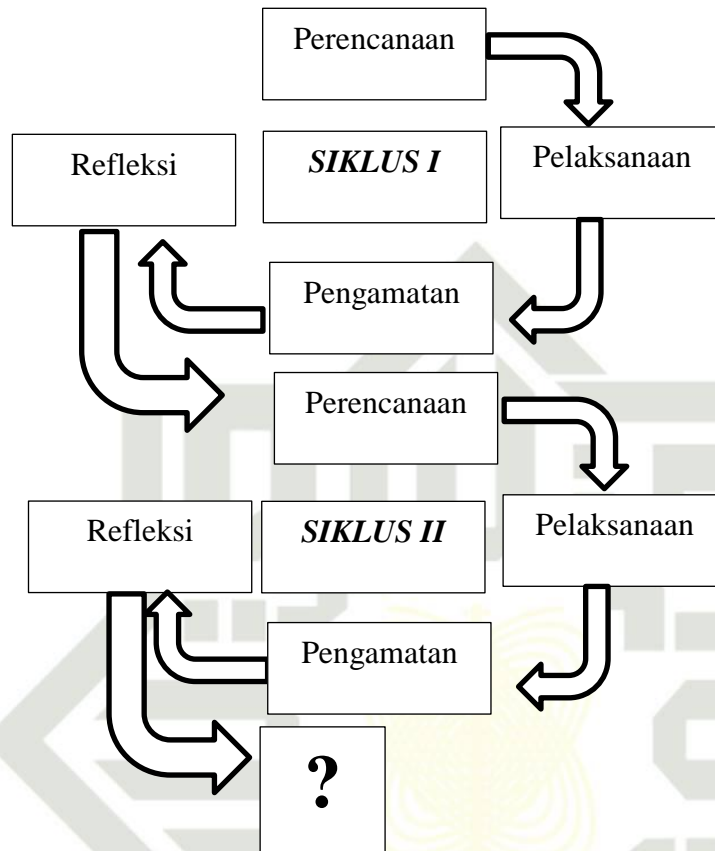 Perencanaan
Refleksi
SIKLUS I
Pelaksanaan
Pengamatan
Perencanaan
Refleksi
SIKLUS II
Pelaksanaan
Pengamatan
?